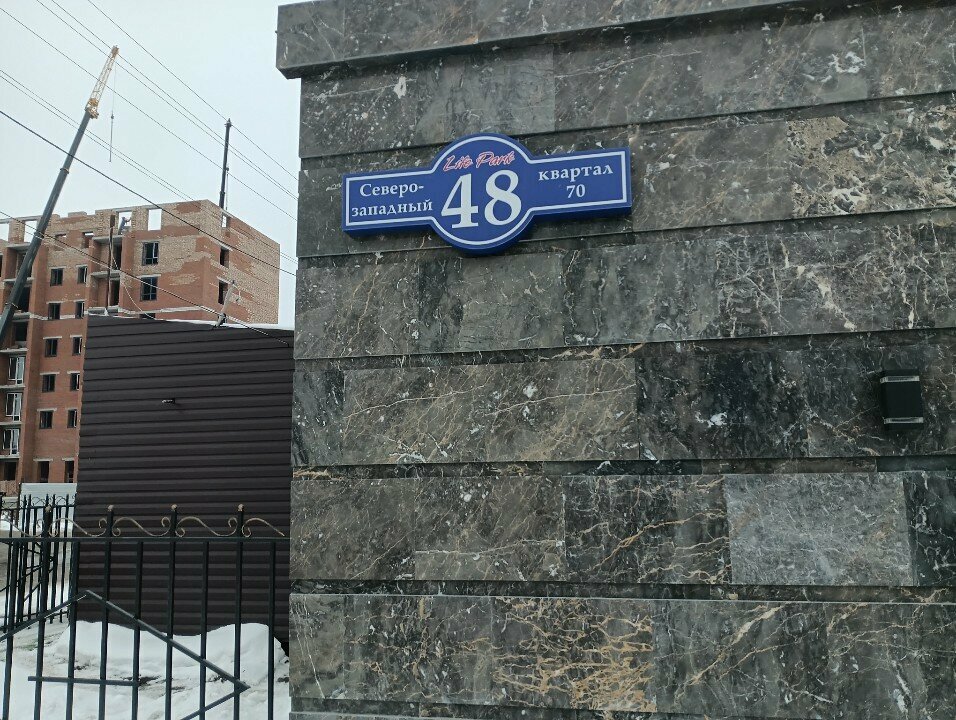 Life Park
Северо-
западный
48
квартал
70